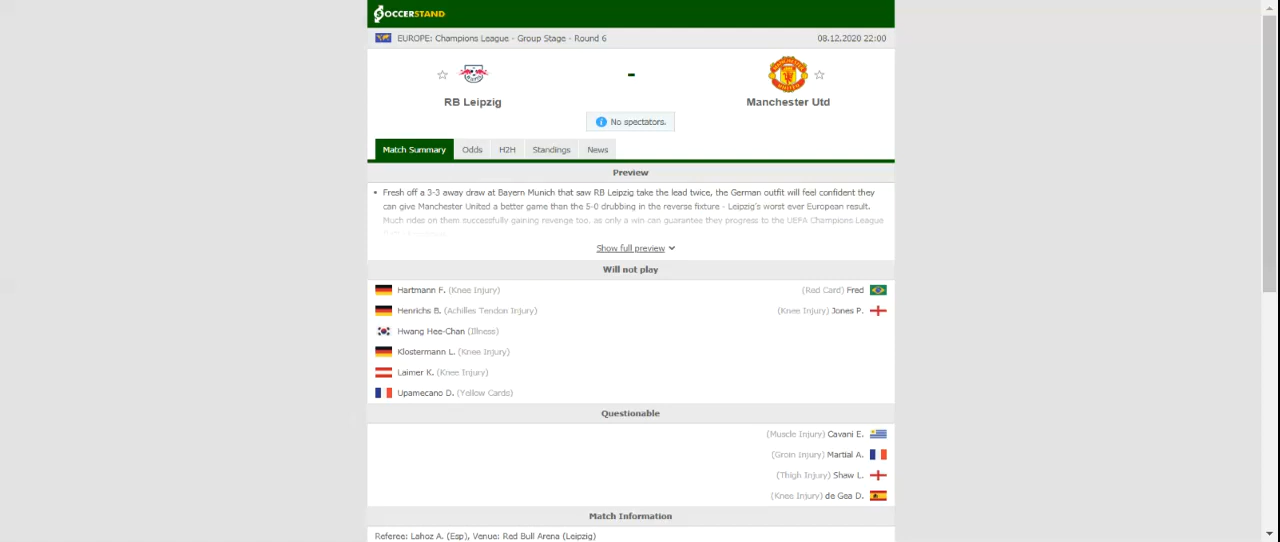 SOCCERSTAND
EUROPE: Champions League - Group Stage - Round 6 08.12.2020 22:00
RB Leipzig - Manchester Utd
No spectators.
Match Summary Odds H2H Standings News
Preview
Fresh off a 3-3 away draw at Bayern Munich that saw RB Leipzig take the lead twice, the German outfit will feel confident they
can give Manchester United a better game than the 5-0 drubbing in the reverse fixture - Leipzig's worst ever European result.
Much rides on them successfully gaining revenge too, as only a win can guarantee they progress to the UEFA Champions League
Show full preview
Will not play
Hartmann F. (Knee Injury) (Red Card) Fred
Henrichs B. (Achilles Tendon Injury) (Knee Injury) Jones P.
Hwang Hee-Chan (Illness)
Klostermann L. (Knee Injury)
Laimer K. (Knee Injury)
Upamecano D. (Yellow Cards)
Questionable
(Muscle Injury) Cavani E.
(Groin Injury) Martial A.
(Thigh Injury) Shaw L.
(Knee Injury) de Gea D.
Match Information
Referee: Lahoz A. (Esp), Venue: Red Bull Arena (Leipzig)